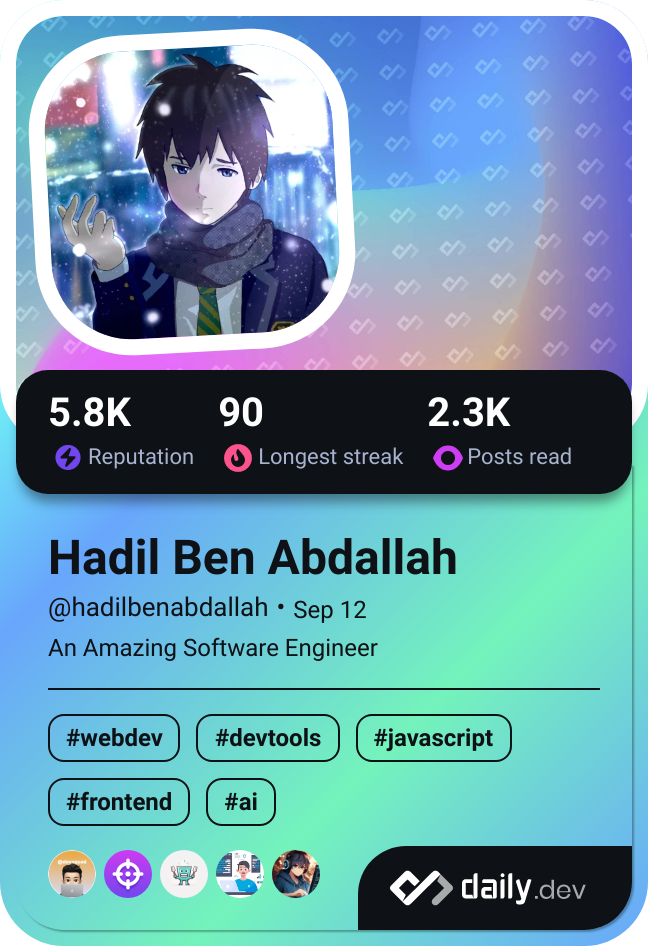 5.8K 90 2.3K
Reputation Longest streak Posts read
Hadil Ben Abdallah
@hadilbenabdallah • Sep 12
An Amazing Software Engineer
#webdev #devtools #javascript
#frontend #ai
daily.dev